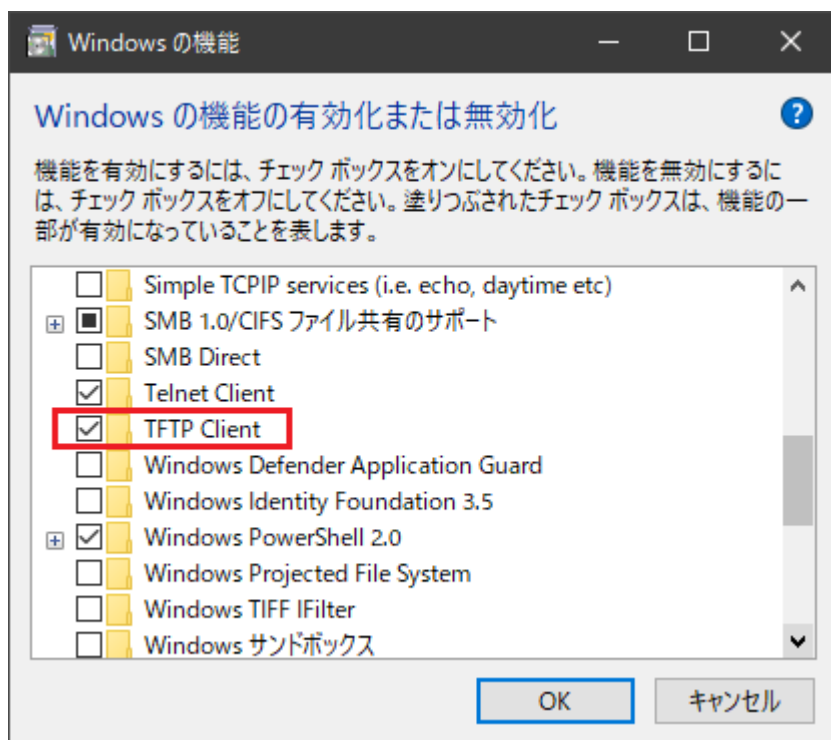 Windows の機能
Windows の機能の有効化または無効化
?
機能を有効にするには、チェック ボックスをオンにしてください。機能を無効にするに
は、チェック ボックスをオフにしてください。塗りつぶされたチェック ボックスは、機能の一
部が有効になっていることを表します。
Simple TCPIP services (i.e. echo, daytime etc)
SMB 1.0/CIFS ファイル共有のサポート
SMB Direct
Telnet Client
TFTP Client
Windows Defender Application Guard
Windows Identity Foundation 3.5
Windows PowerShell 2.0
Windows Projected File System
Windows TIFF IFilter
Windows サンドボックス
OK キャンセル